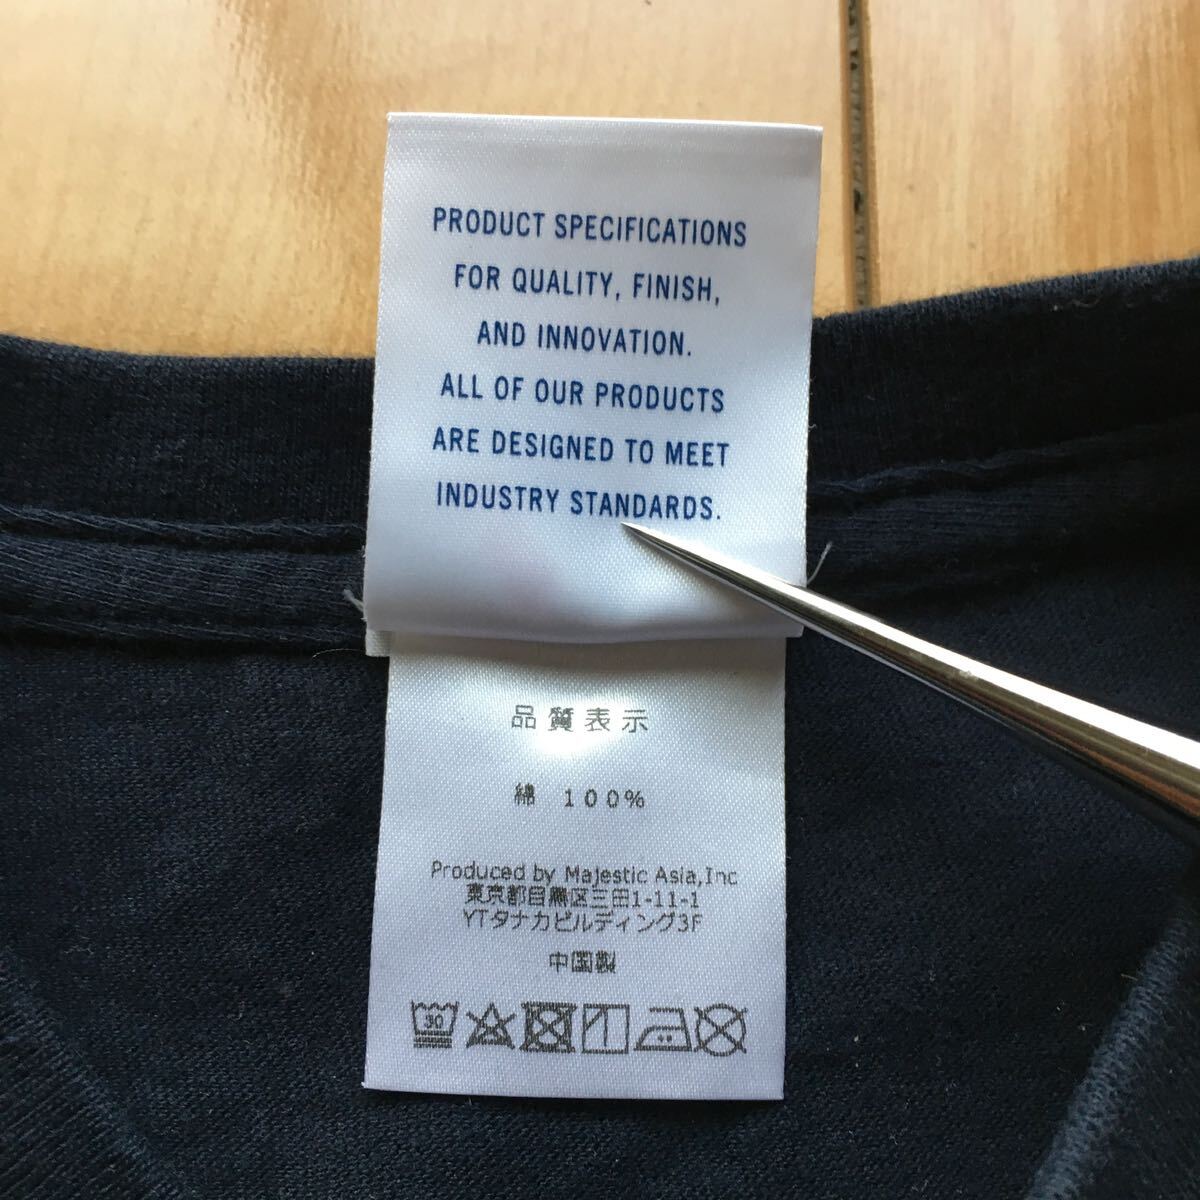 PRODUCT SPECIFICATIONS
FOR QUALITY, FINISH,
AND INNOVATION.
ALL OF OUR PRODUCTS
ARE DESIGNED TO MEET
INDUSTRY STANDARDS.
品質表示
綿 100%
Produced by Majestic Asia,Inc
東京都目黒区三田1-11-1
YTタナカビルディング3F
中国製
30